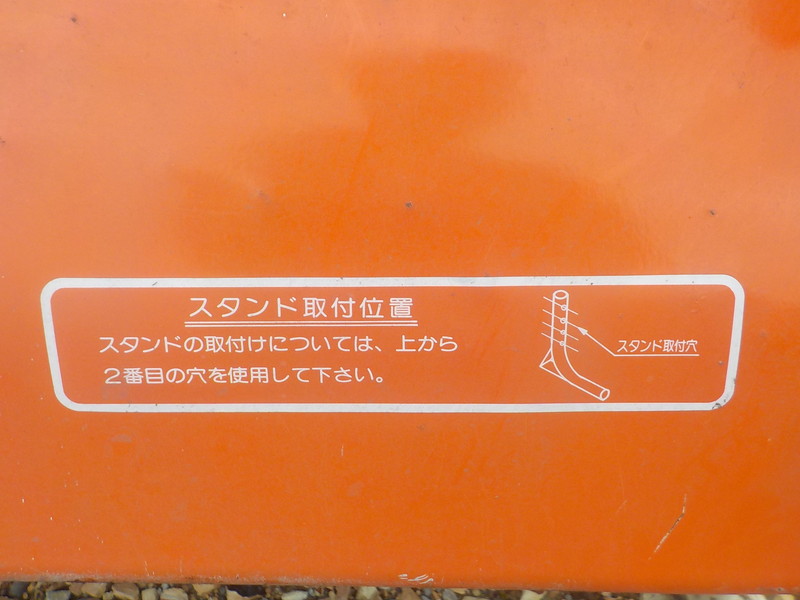 スタンド取付位置
スタンドの取付けについては、上から
２番目の穴を使用して下さい。
スタンド取付穴